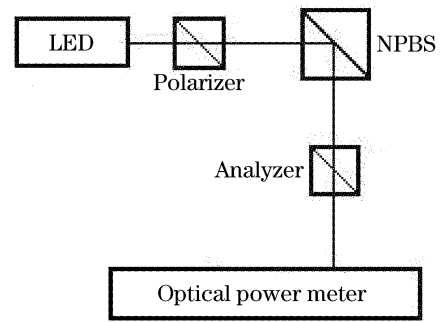 LED
NPBS
Polarizer
Analyzer
Optical power meter